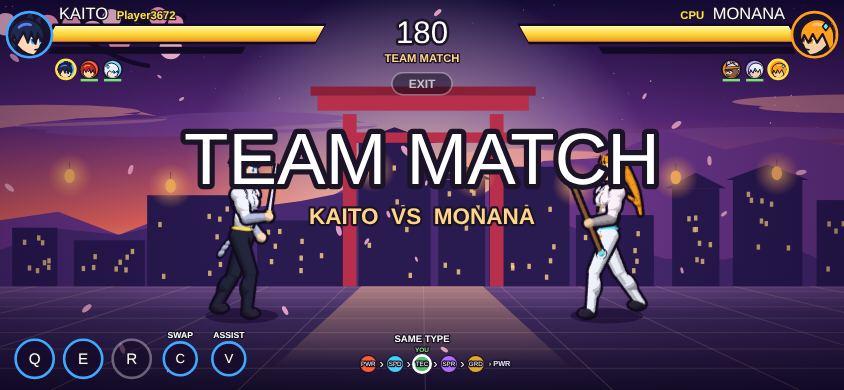 KAITO Player3672
180
CPU MONANA
TEAM MATCH
EXIT
TEAM MATCH
KAITO VS MONANA
SWAP ASSIST
Q E R C V
SAME TYPE
YOU
PWR › SPD › TEC › SPR › GRD › PWR